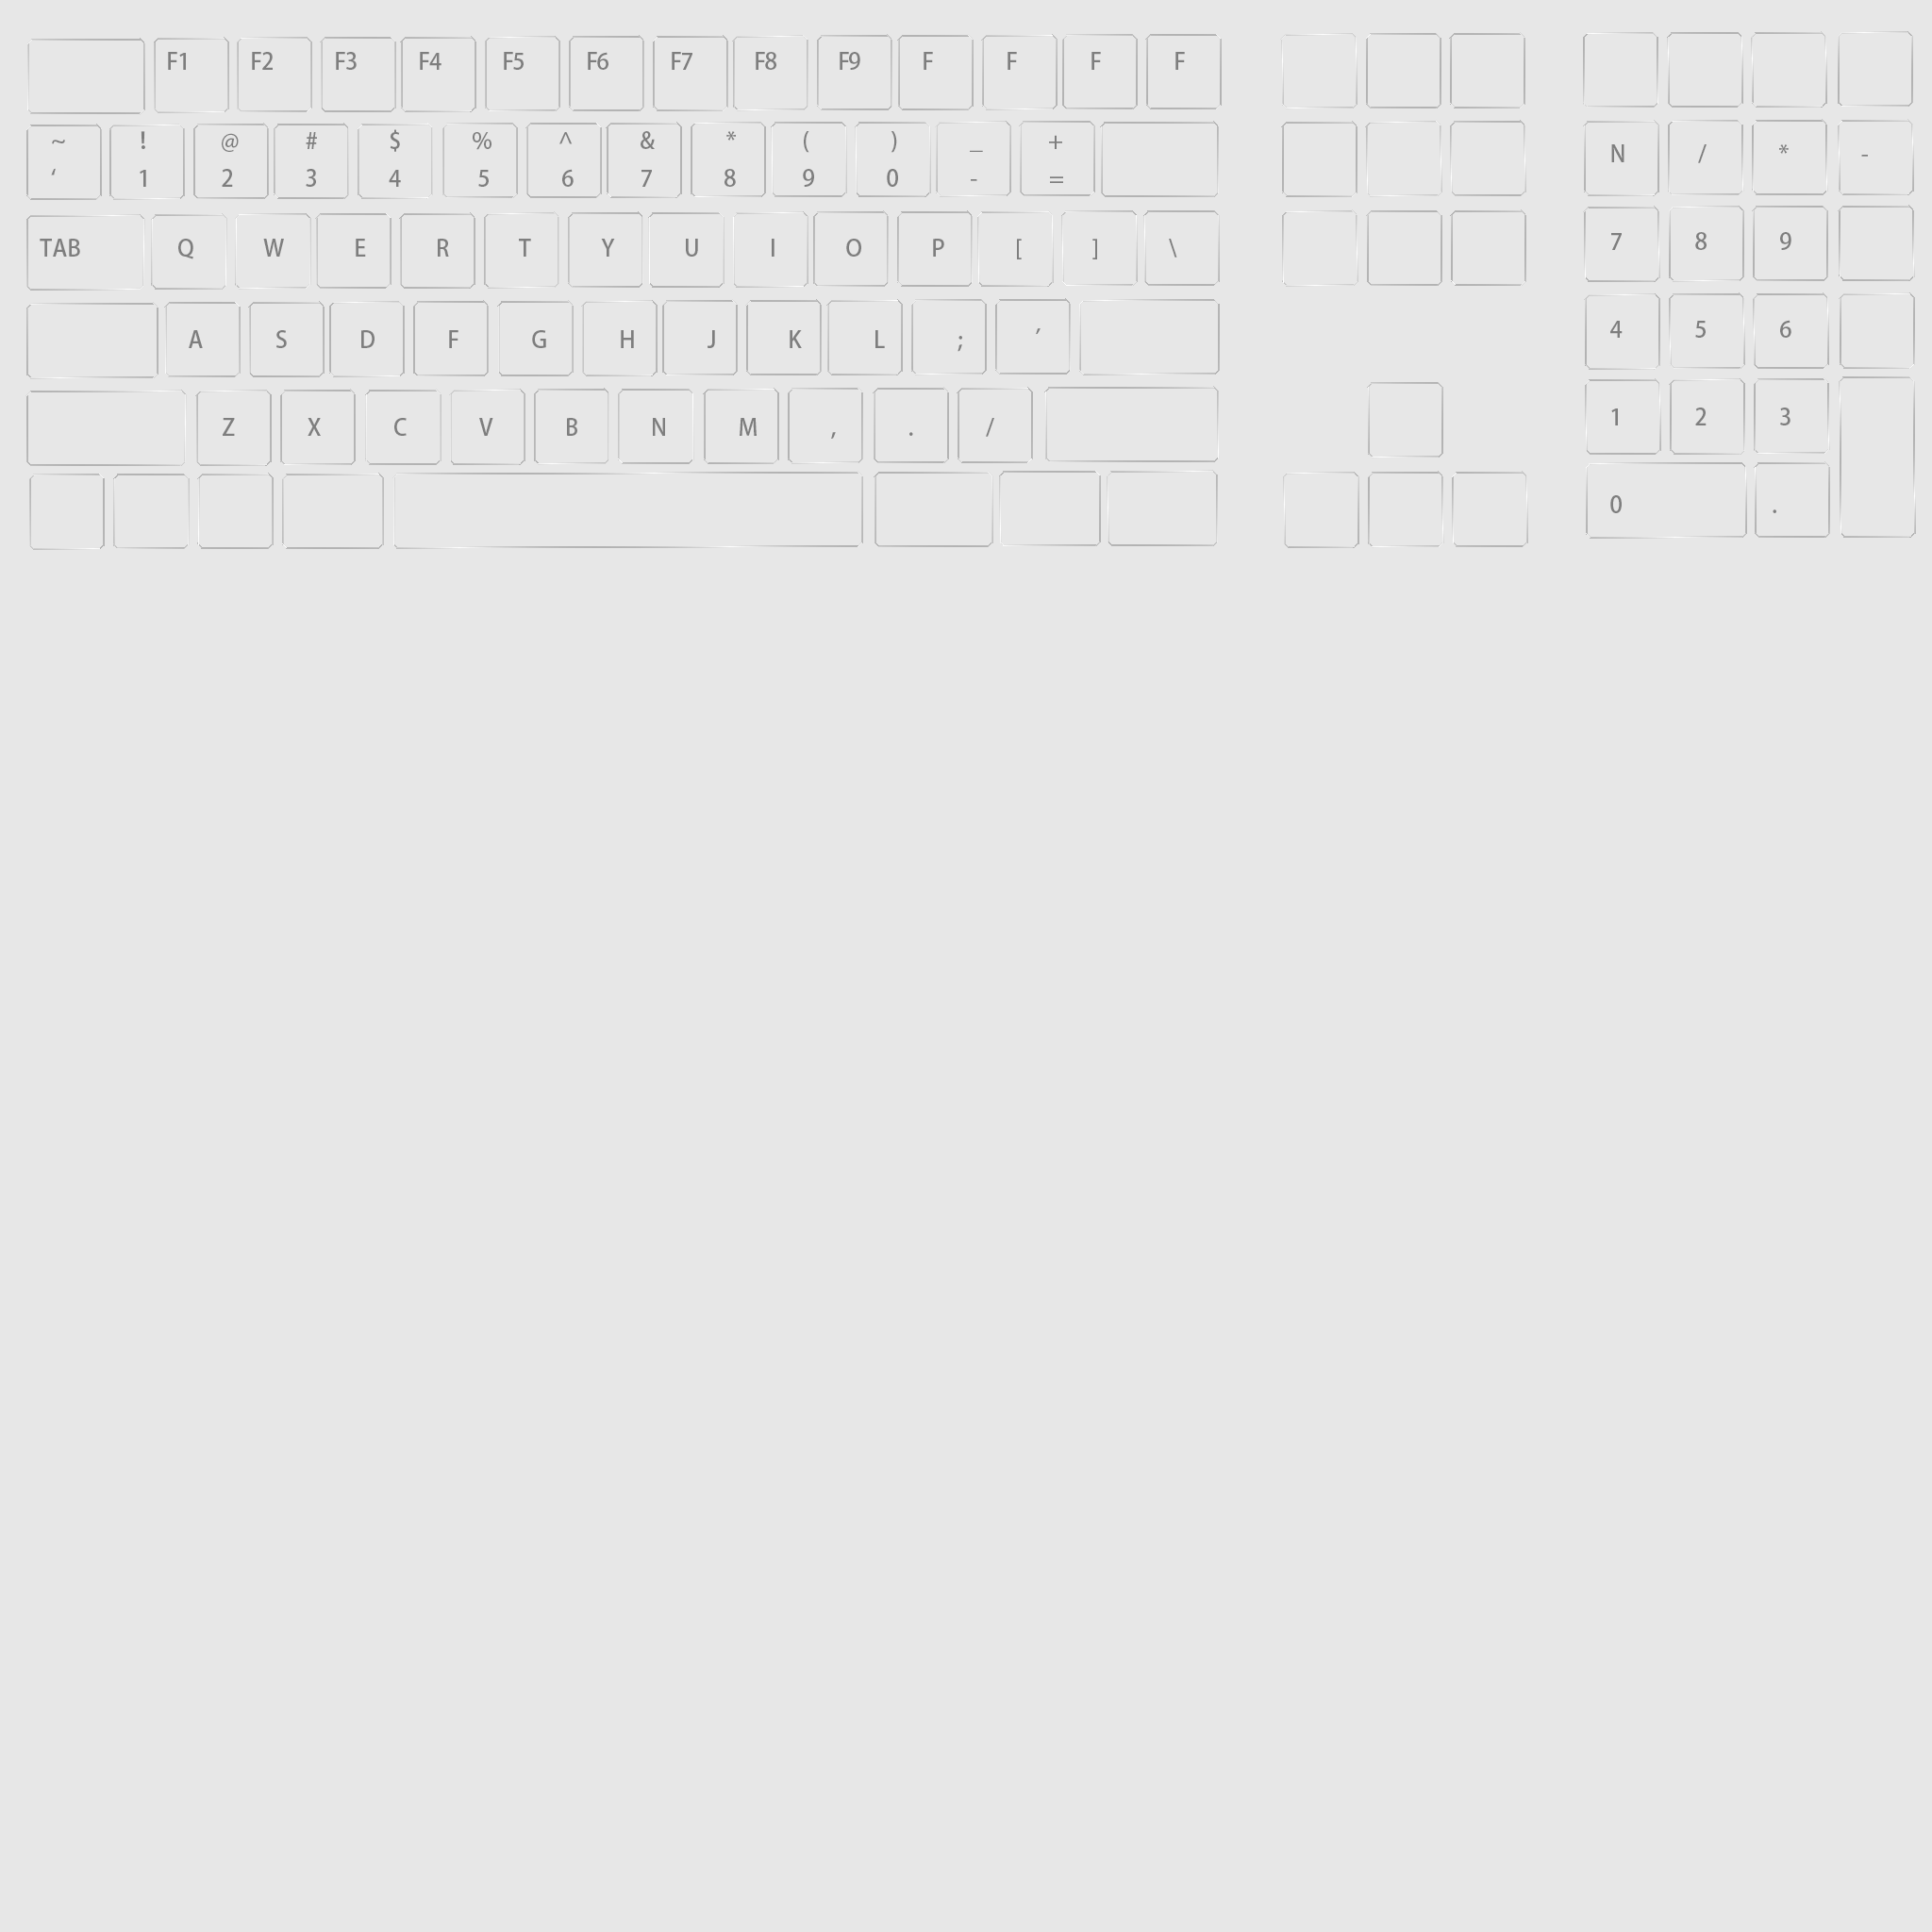 F1 F2 F3 F4 F5 F6 F7 F8 F9 F F F F
~ ! @ # $ % ^ & * ( ) _ +
‘ 1 2 3 4 5 6 7 8 9 0 - =
N / * -
TAB Q W E R T Y U I O P [ ] \
7 8 9
A S D F G H J K L ; ′
4 5 6
Z X C V B N M , . /
1 2 3
0 .